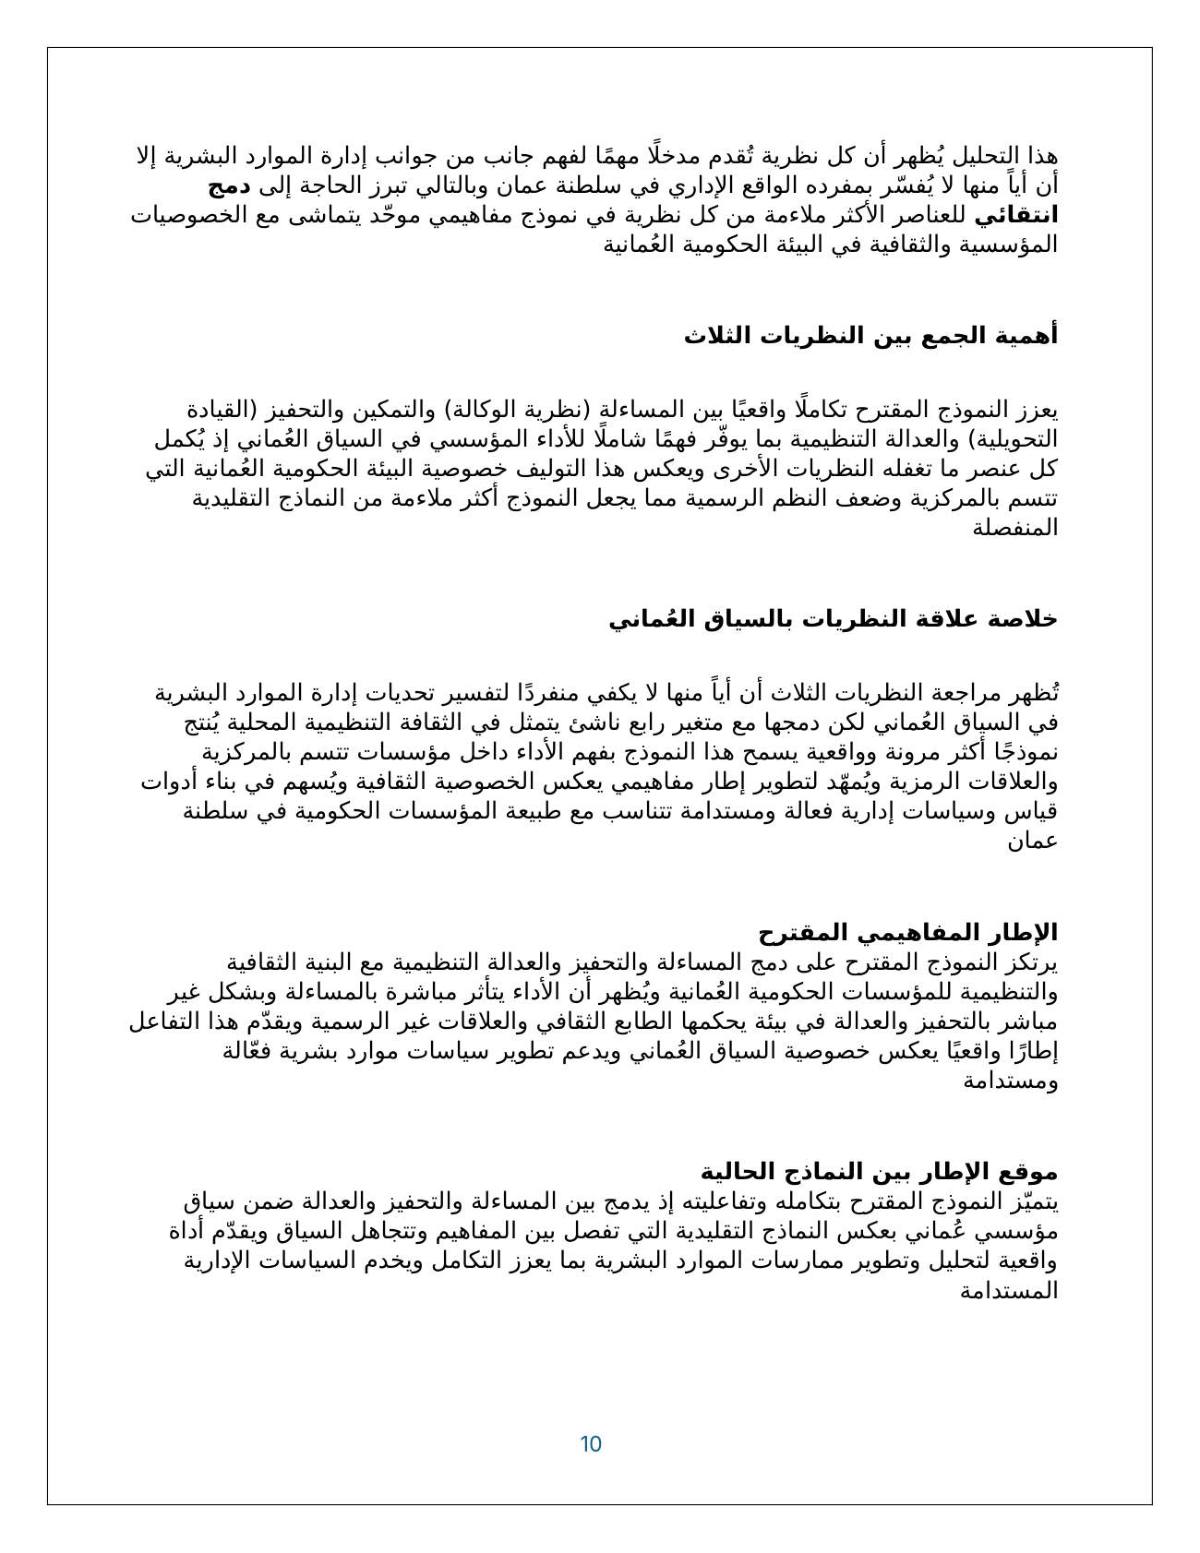 هذا التحليل يُظهر أن كل نظرية تُقدم مدخلًا مهمًا لفهم جانب من جوانب إدارة الموارد البشرية إلا
أن أياً منها لا يُفسّر بمفرده الواقع الإداري في سلطنة عمان وبالتالي تبرز الحاجة إلى دمج
انتقائي للعناصر الأكثر ملاءمة من كل نظرية في نموذج مفاهيمي موحّد يتماشى مع الخصوصيات
المؤسسية والثقافية في البيئة الحكومية العُمانية
أهمية الجمع بين النظريات الثلاث
يعزز النموذج المقترح تكاملًا واقعيًا بين المساءلة (نظرية الوكالة) والتمكين والتحفيز (القيادة
التحويلية) والعدالة التنظيمية بما يوفّر فهمًا شاملًا للأداء المؤسسي في السياق العُماني إذ يُكمل
كل عنصر ما تغفله النظريات الأخرى ويعكس هذا التوليف خصوصية البيئة الحكومية العُمانية التي
تتسم بالمركزية وضعف النظم الرسمية مما يجعل النموذج أكثر ملاءمة من النماذج التقليدية
المنفصلة
خلاصة علاقة النظريات بالسياق العُماني
تُظهر مراجعة النظريات الثلاث أن أياً منها لا يكفي منفردًا لتفسير تحديات إدارة الموارد البشرية
في السياق العُماني لكن دمجها مع متغير رابع ناشئ يتمثل في الثقافة التنظيمية المحلية يُنتج
نموذجًا أكثر مرونة وواقعية يسمح هذا النموذج بفهم الأداء داخل مؤسسات تتسم بالمركزية
والعلاقات الرمزية ويُمهّد لتطوير إطار مفاهيمي يعكس الخصوصية الثقافية ويُسهم في بناء أدوات
قياس وسياسات إدارية فعالة ومستدامة تتناسب مع طبيعة المؤسسات الحكومية في سلطنة
عمان
الإطار المفاهيمي المقترح
يرتكز النموذج المقترح على دمج المساءلة والتحفيز والعدالة التنظيمية مع البنية الثقافية
والتنظيمية للمؤسسات الحكومية العُمانية ويُظهر أن الأداء يتأثر مباشرة بالمساءلة وبشكل غير
مباشر بالتحفيز والعدالة في بيئة يحكمها الطابع الثقافي والعلاقات غير الرسمية ويقدّم هذا التفاعل
إطارًا واقعيًا يعكس خصوصية السياق العُماني ويدعم تطوير سياسات موارد بشرية فعّالة
ومستدامة
موقع الإطار بين النماذج الحالية
يتميّز النموذج المقترح بتكامله وتفاعليته إذ يدمج بين المساءلة والتحفيز والعدالة ضمن سياق
مؤسسي عُماني بعكس النماذج التقليدية التي تفصل بين المفاهيم وتتجاهل السياق ويقدّم أداة
واقعية لتحليل وتطوير ممارسات الموارد البشرية بما يعزز التكامل ويخدم السياسات الإدارية
المستدامة
10